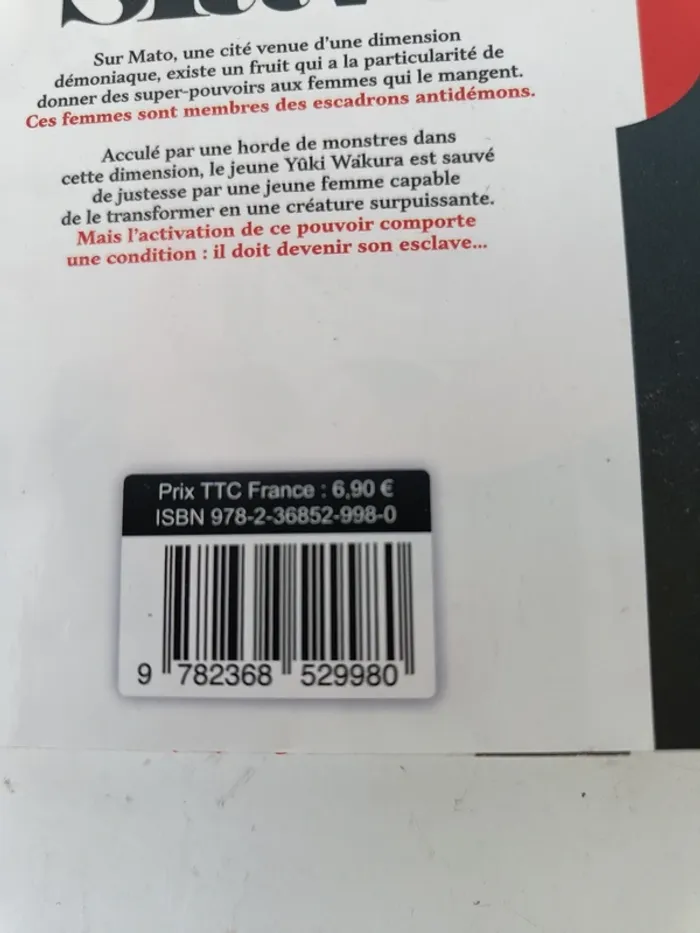 Sur Mato, une cité venue d'une dimension
démoniaque, existe un fruit qui a la particularité de
donner des super-pouvoirs aux femmes qui le mangent.
Ces femmes sont membres des escadrons antidémons.
Acculé par une horde de monstres dans
cette dimension, le jeune Yûki Wakura est sauvé
de justesse par une jeune femme capable
de le transformer en une créature surpuissante.
Mais l'activation de ce pouvoir comporte
une condition : il doit devenir son esclave...
Prix TTC France : 6,90 €
ISBN 978-2-36852-998-0
9 782368 529980